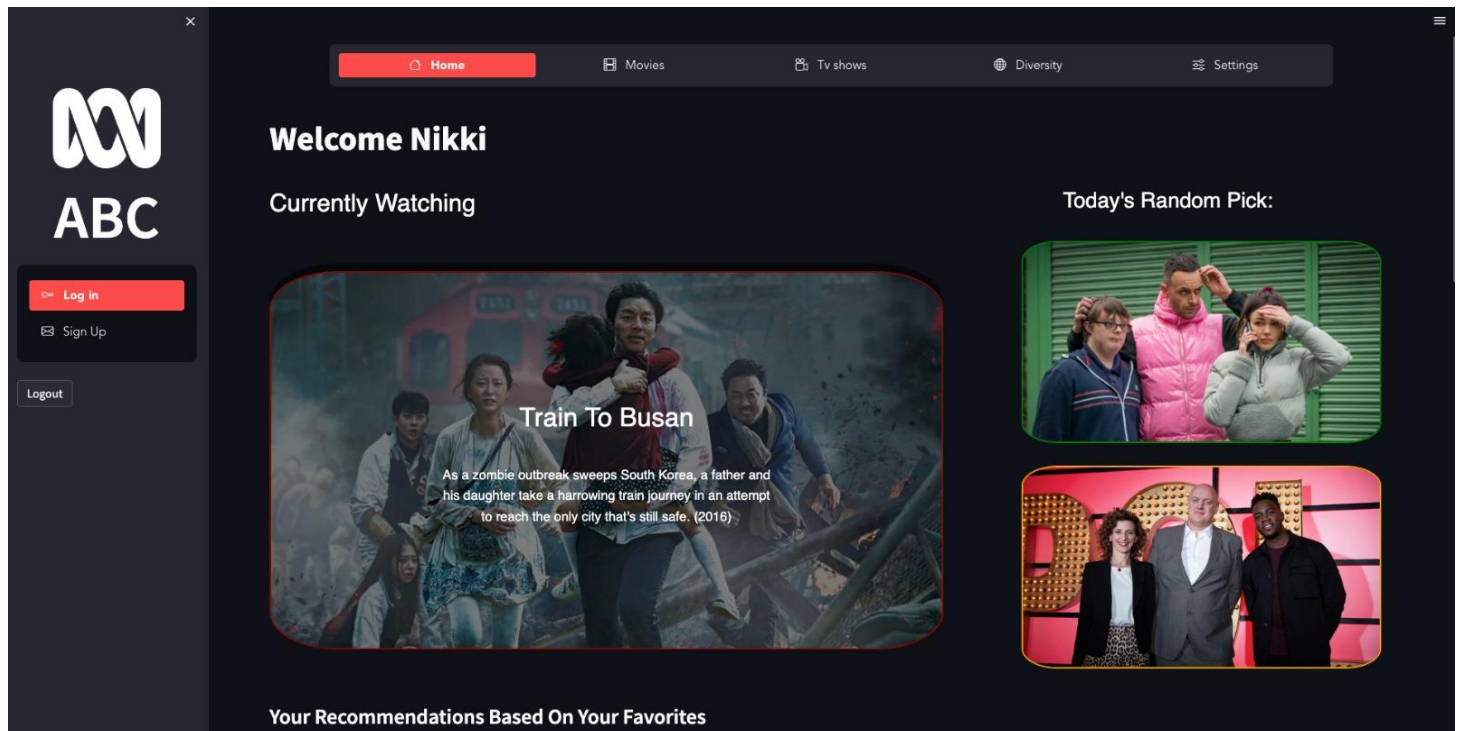 Home
Movies
Tv shows
Diversity
Settings
ABC
Log in
Sign Up
Logout
Welcome Nikki
Currently Watching
Train To Busan
As a zombie outbreak sweeps South Korea, a father and
his daughter take a harrowing train journey in an attempt
to reach the only city that's still safe. (2016)
Today's Random Pick:
Your Recommendations Based On Your Favorites